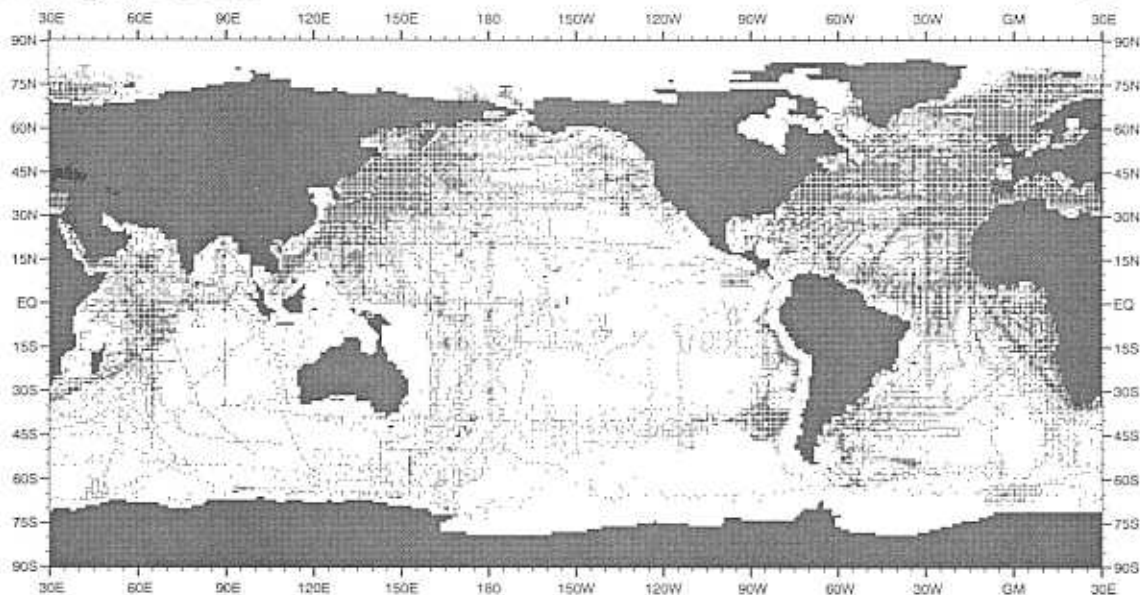 30E 60E 90E 120E 150E 180 150W 120W 90W 60W 30W GM 30E
90N 90N
75N 75N
60N 60N
45N 45N
30N 30N
15N 15N
EQ EQ
15S 15S
30S 30S
45S 45S
60S 60S
75S 75S
90S 90S
30E 60E 90E 120E 150E 180 150W 120W 90W 60W 30W GM 30E